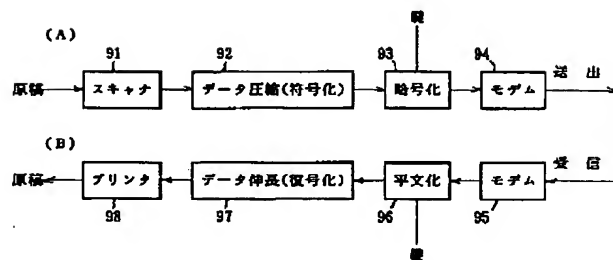 (A)
鍵
91 92 93 94
原稿 スキャナ データ圧縮(符号化) 暗号化 モデム 送出
(B)
原稿 プリンタ データ伸長(復号化) 平文化 モデム 受信
98 97 96 95
鍵